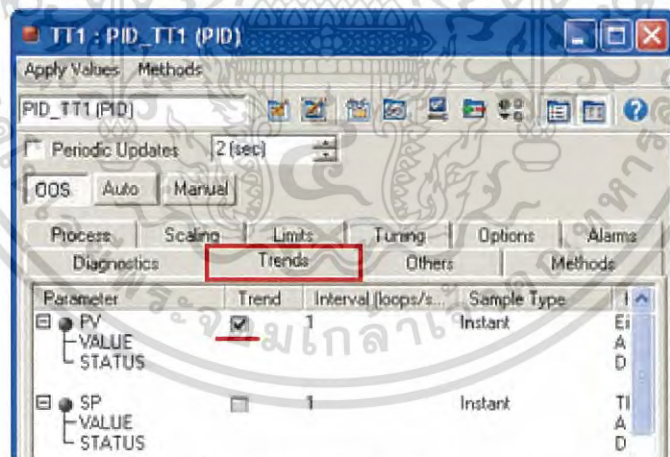 TT1 : PID_TT1 (PID)
Apply Values Methods
PID_TT1 (PID)
Periodic Updates 2 (sec)
OOS Auto Manual
Process Scaling Limits Tuning Options Alarms
Diagnostics Trends Others Methods
Parameter Trend Interval (loops/s... Sample Type
PV 1 Instant Ei
VALUE A
STATUS D
SP 1 Instant TI
VALUE A
STATUS D